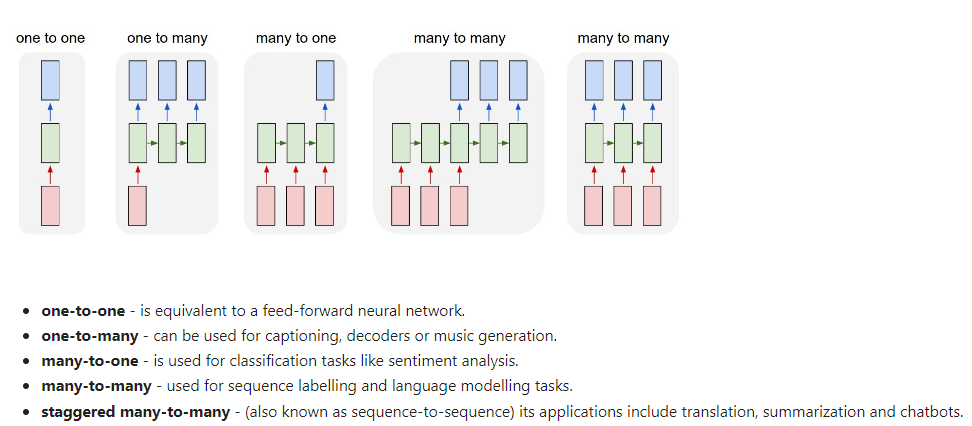 one to one
one to many
many to one
many to many
many to many
one-to-one - is equivalent to a feed-forward neural network.
one-to-many - can be used for captioning, decoders or music generation.
many-to-one - is used for classification tasks like sentiment analysis.
many-to-many - used for sequence labelling and language modelling tasks.
staggered many-to-many - (also known as sequence-to-sequence) its applications include translation, summarization and chatbots.